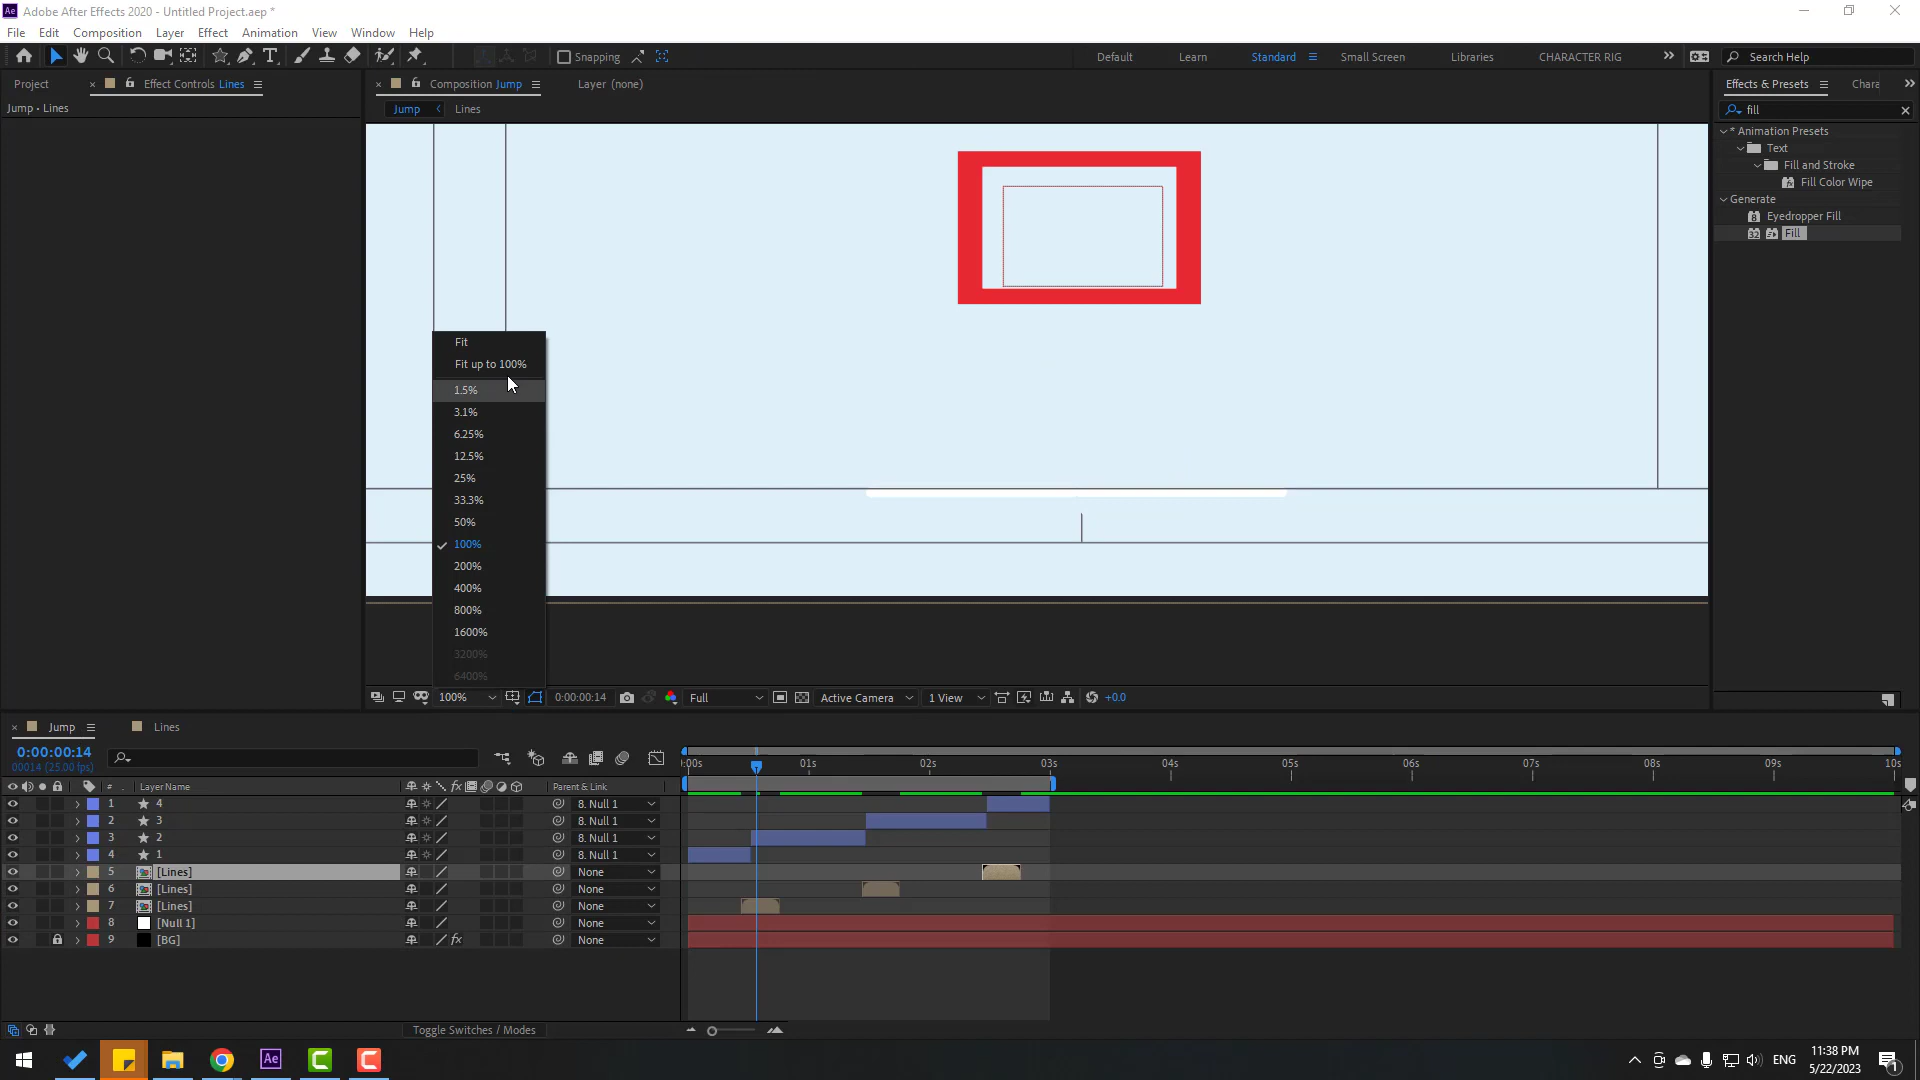 Ae Adobe After Effects 2020 - Untitled Project.aep *
File Edit Composition Layer Effect Animation View Window Help
Snapping Default Learn Standard Small Screen Libraries CHARACTER RIG Search Help
Project Effect Controls Lines Composition Jump Layer (none) Effects & Presets Chara
Jump • Lines
Jump Lines
fill
* Animation Presets
Text
Fill and Stroke
Fill Color Wipe
Generate
Eyedropper Fill
Fill
Fit
Fit up to 100%
1.5%
3.1%
6.25%
12.5%
25%
33.3%
50%
100%
200%
400%
800%
1600%
3200%
6400%
100% 0:00:00:14 Full Active Camera 1 View +0.0
Jump Lines
0:00:00:14
00014 (25.00 fps)
:00s 01s 02s 03s 04s 05s 06s 07s 08s 09s 10s
# Layer Name Parent & Link
1 4 8. Null 1
2 3 8. Null 1
3 2 8. Null 1
4 1 8. Null 1
5 [Lines] None
6 [Lines] None
7 [Lines] None
8 [Null 1] None
9 [BG] None
Toggle Switches / Modes
Ae ENG 11:38 PM
5/22/2023 1